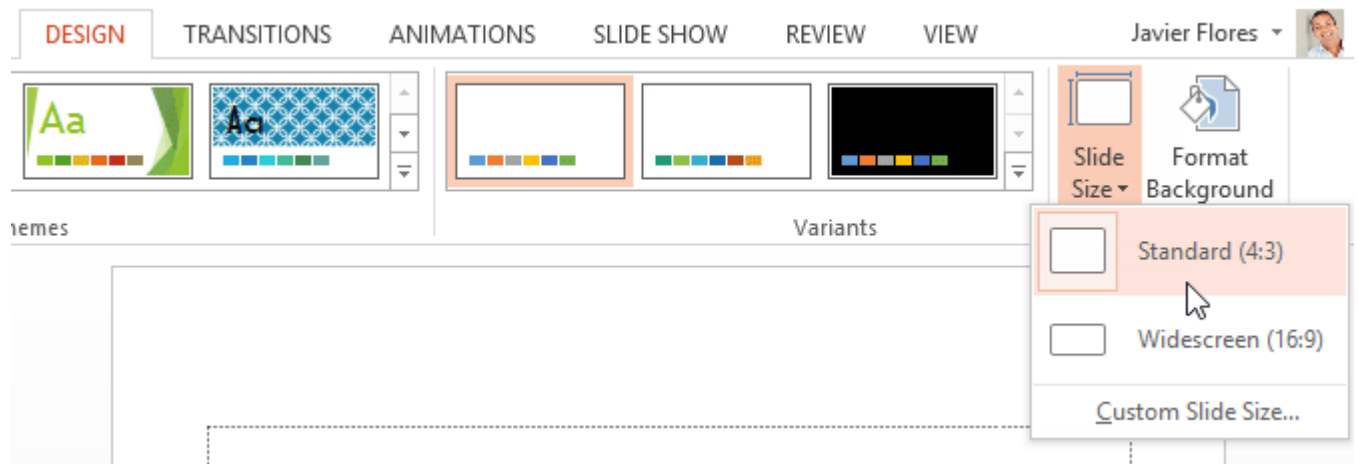 DESIGN TRANSITIONS ANIMATIONS SLIDE SHOW REVIEW VIEW Javier Flores
Aa Aa
Slide Format
Size Background
emes Variants
Standard (4:3)
Widescreen (16:9)
Custom Slide Size...